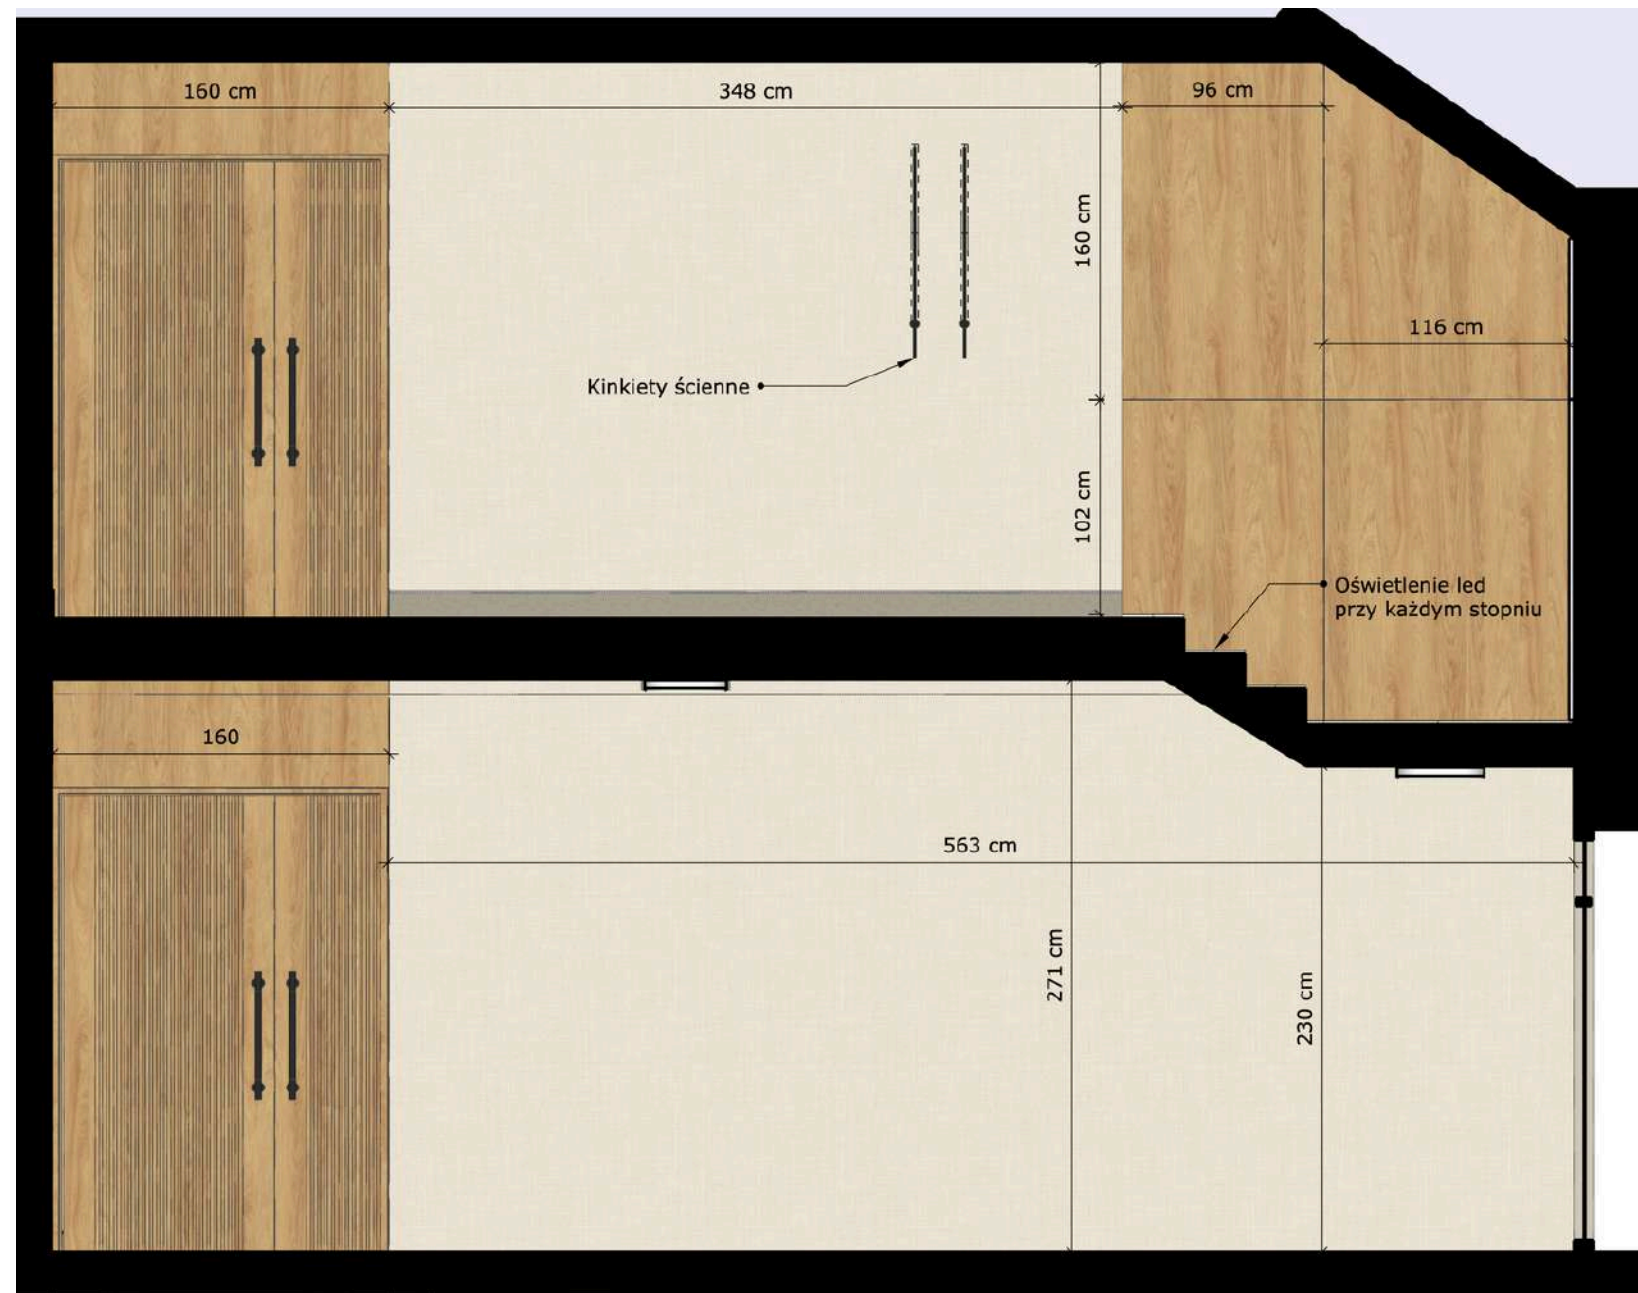 160 cm
348 cm
96 cm
160 cm
116 cm
Kinkiety ścienne
102 cm
Oświetlenie led
przy każdym stopniu
160
563 cm
271 cm
230 cm